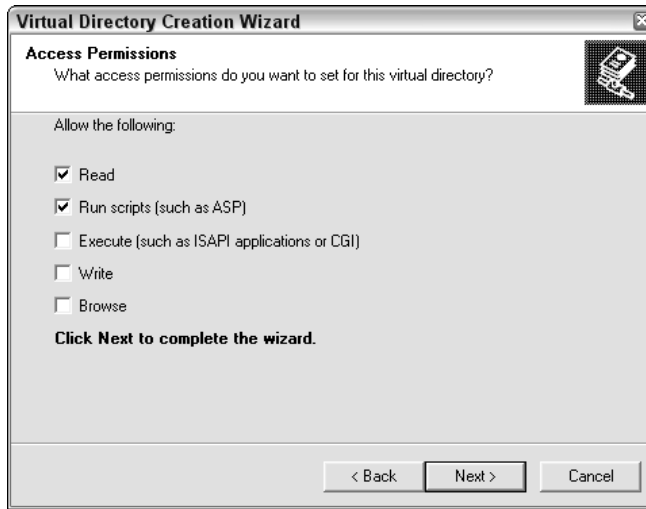 Virtual Directory Creation Wizard
Access Permissions
What access permissions do you want to set for this virtual directory?
Allow the following:
Read
Run scripts (such as ASP)
Execute (such as ISAPI applications or CGI)
Write
Browse
Click Next to complete the wizard.
< Back Next > Cancel